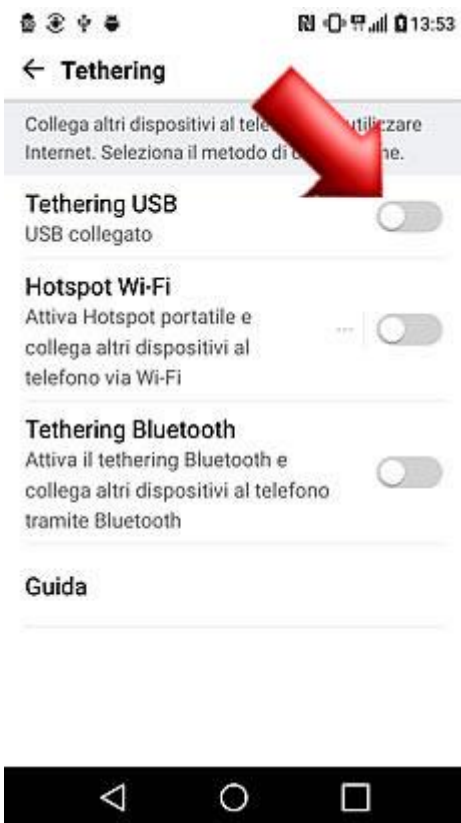 13:53
Tethering
Collega altri dispositivi al utilizzare
Internet. Seleziona il metodo di
Tethering USB
USB collegato
Hotspot Wi-Fi
Attiva Hotspot portatile e
collega altri dispositivi al
telefono via Wi-Fi
Tethering Bluetooth
Attiva il tethering Bluetooth e
collega altri dispositivi al telefono
tramite Bluetooth
Guida